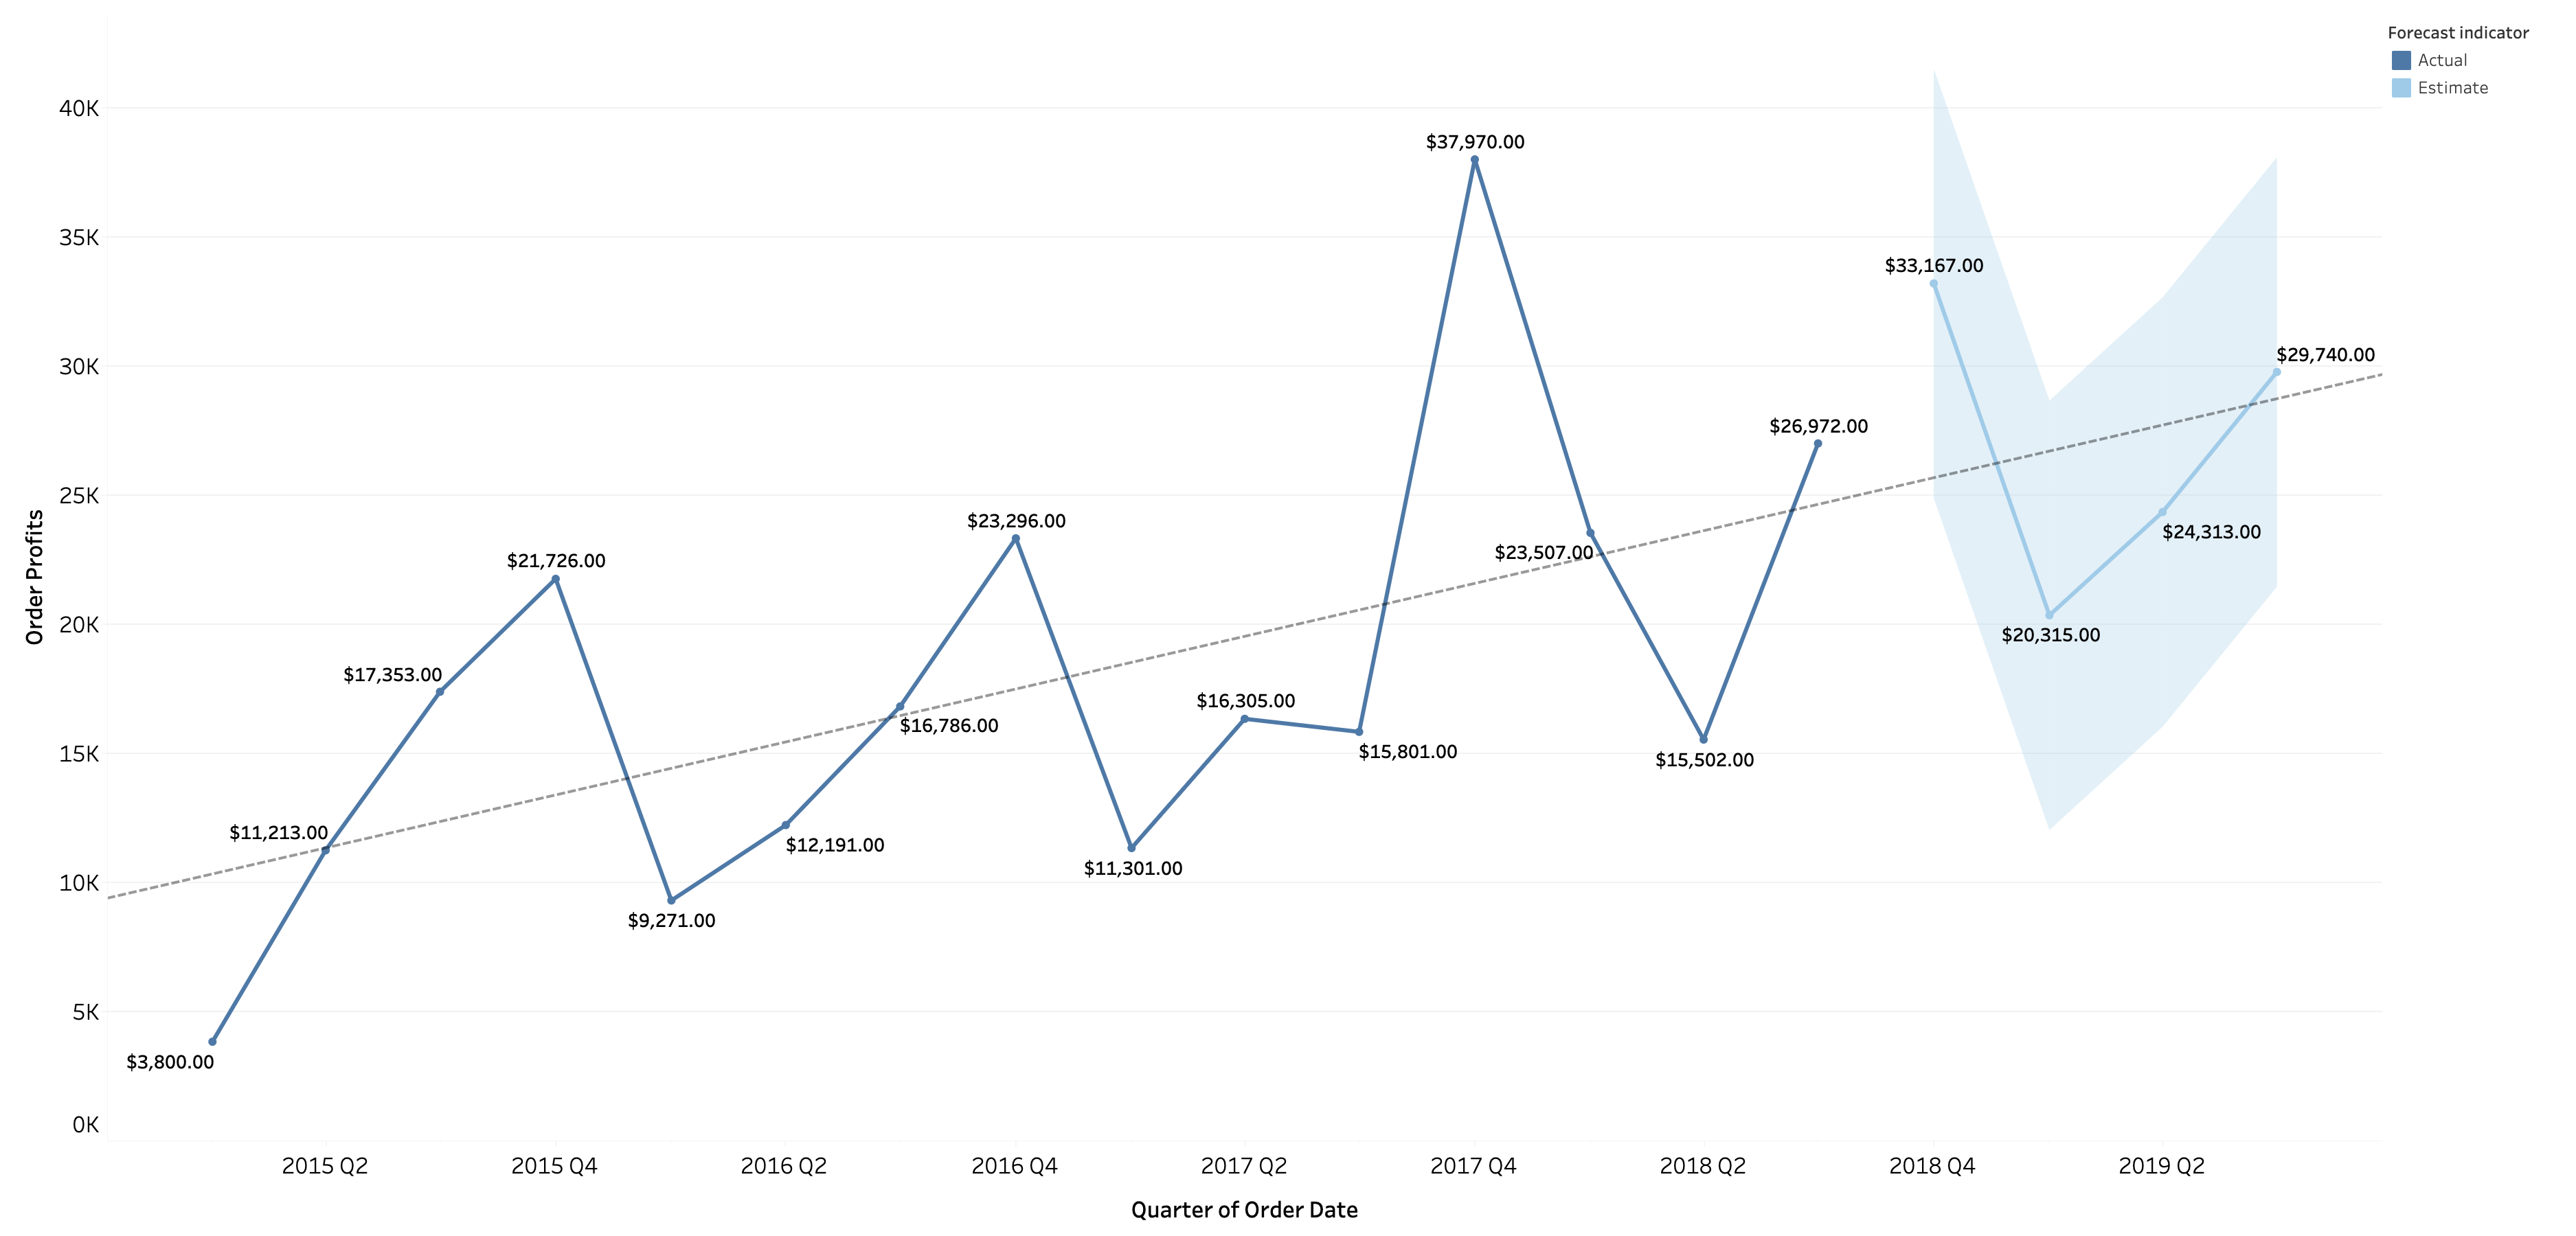 Forecast indicator
Actual
Estimate
40K
35K
30K
25K
20K
15K
10K
5K
0K
Order Profits
$3,800.00
$11,213.00
$17,353.00
$21,726.00
$9,271.00
$12,191.00
$16,786.00
$23,296.00
$11,301.00
$16,305.00
$15,801.00
$37,970.00
$23,507.00
$15,502.00
$26,972.00
$33,167.00
$20,315.00
$24,313.00
$29,740.00
2015 Q2
2015 Q4
2016 Q2
2016 Q4
2017 Q2
2017 Q4
2018 Q2
2018 Q4
2019 Q2
Quarter of Order Date